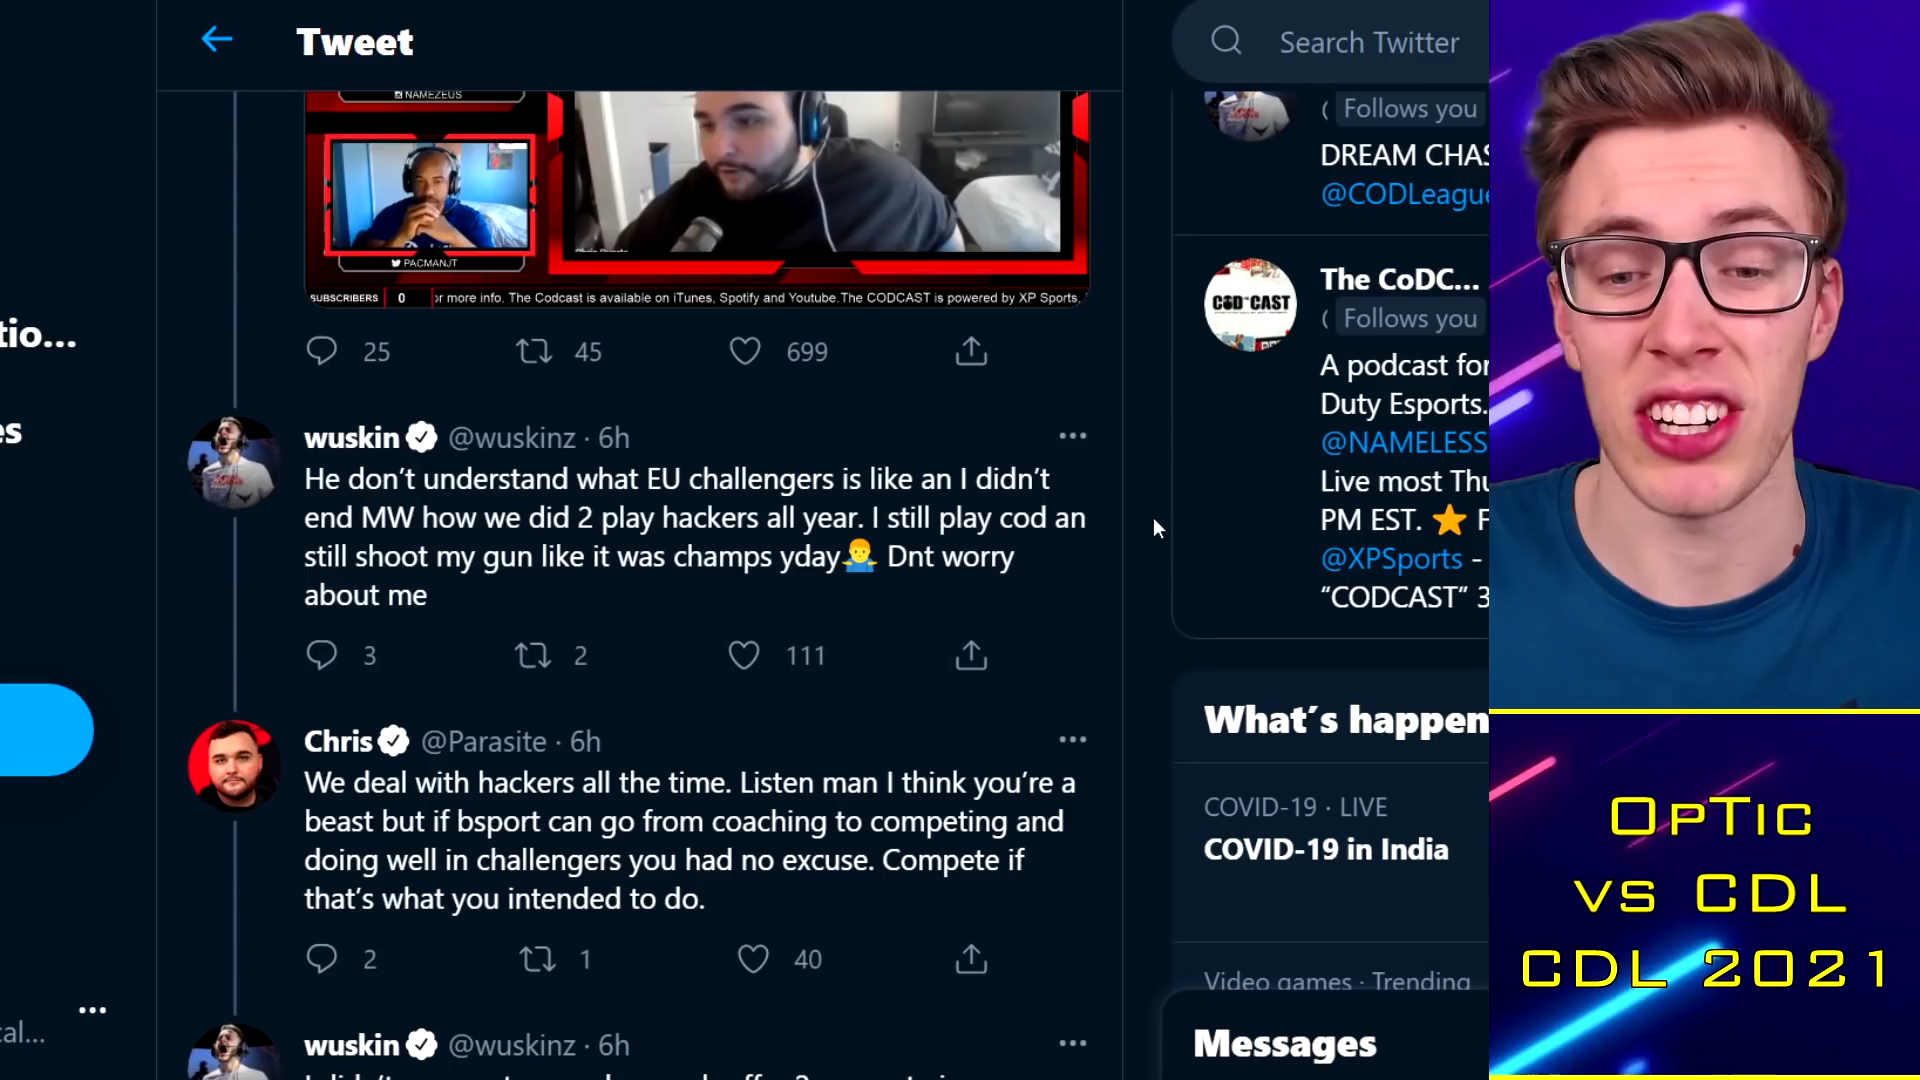 Tweet
Search Twitter
NAMEZEUS
PACMANJT
SUBSCRIBERS 0 or more info. The Codcast is available on iTunes, Spotify and Youtube. The CODCAST is powered by XP Sports,
25 45 699
wuskin @wuskinz · 6h
He don’t understand what EU challengers is like an I didn’t
end MW how we did 2 play hackers all year. I still play cod an
still shoot my gun like it was champs yday🤷‍♂️ Dnt worry
about me
3 2 111
Chris @Parasite · 6h
We deal with hackers all the time. Listen man I think you’re a
beast but if bsport can go from coaching to competing and
doing well in challengers you had no excuse. Compete if
that’s what you intended to do.
2 1 40
wuskin @wuskinz · 6h
tio...
es
cal...
( Follows you
DREAM CHAS
@CODLeague
COD CAST
The CoDC...
( Follows you
A podcast for
Duty Esports.
@NAMELESS
Live most Thu
PM EST. ⭐ F
@XPSports -
“CODCAST” 3
What’s happen
COVID-19 · LIVE
COVID-19 in India
Video games · Trending
Messages
OpTic
vs CDL
CDL 2021